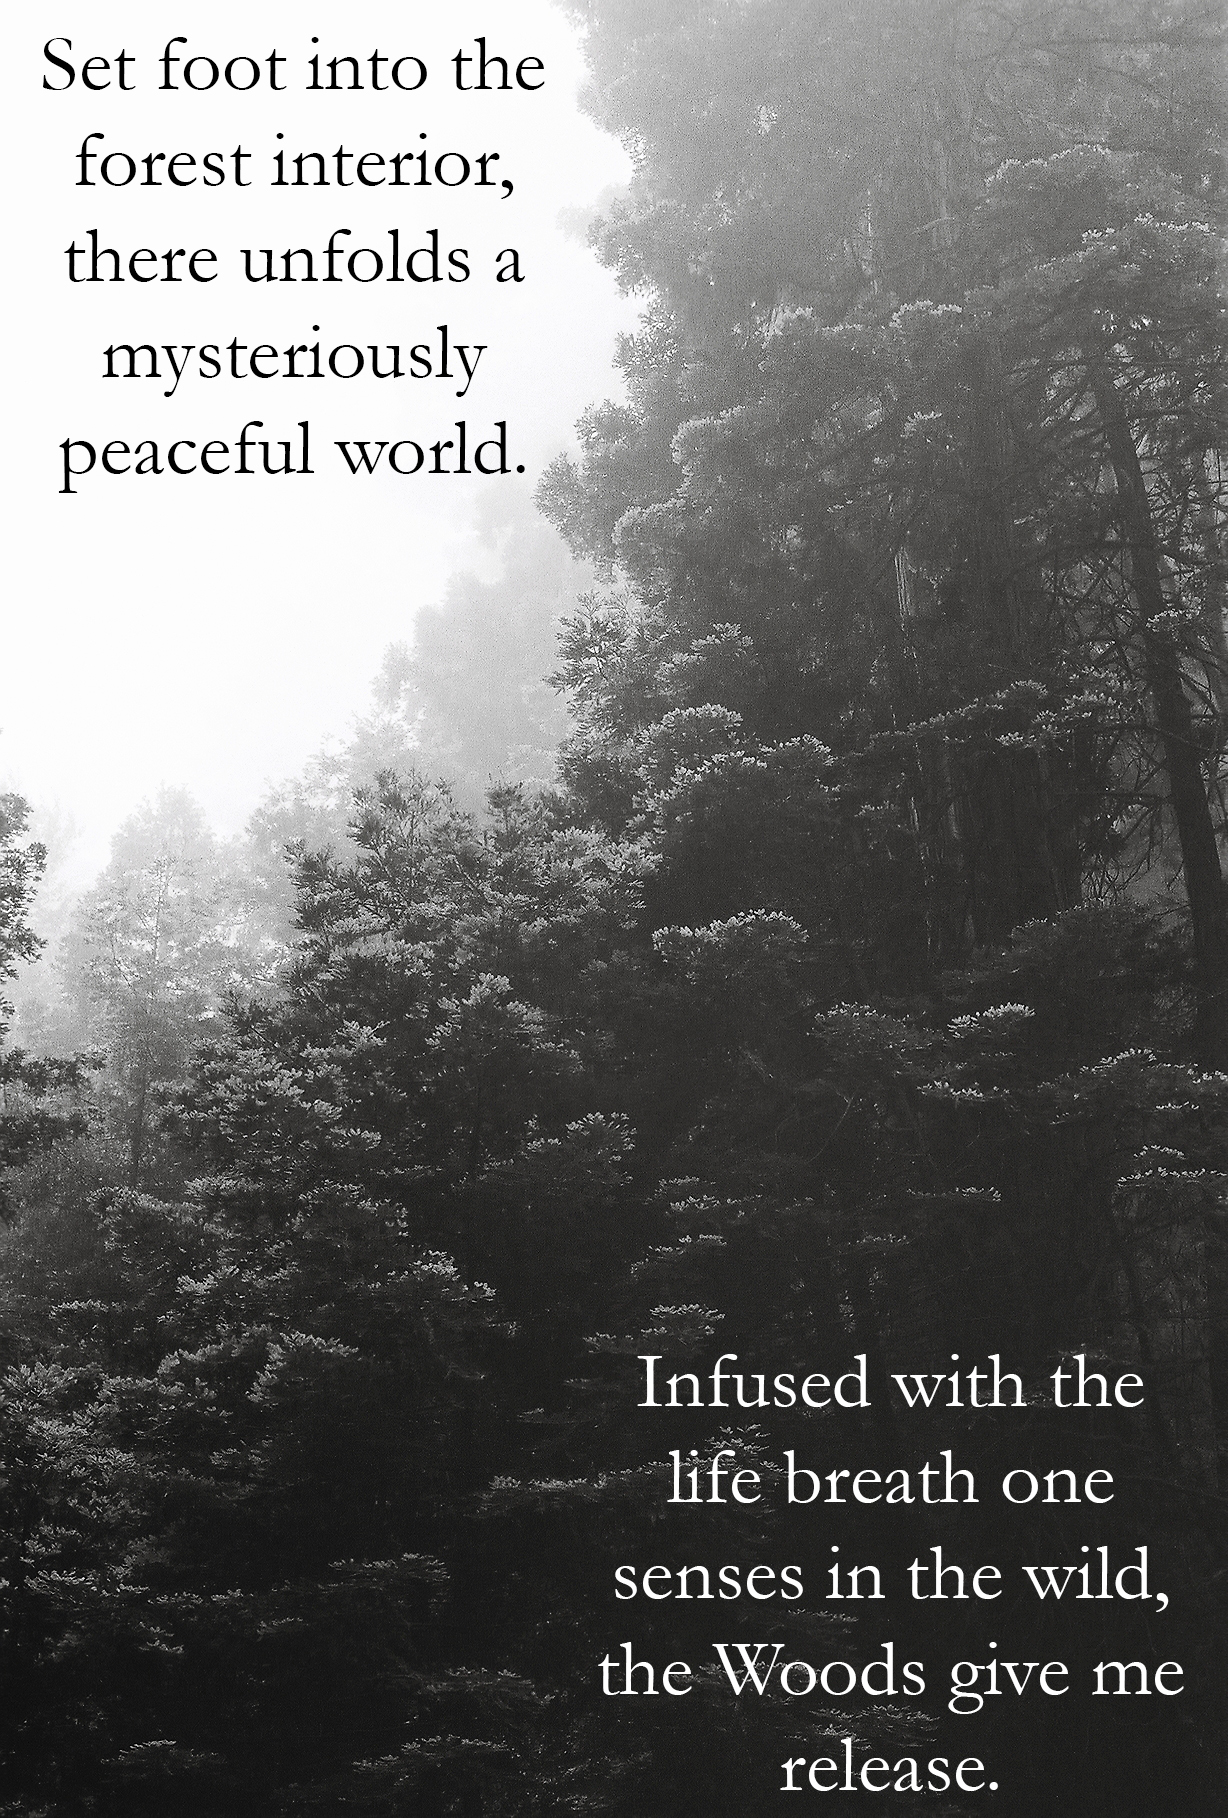 Set foot into the
forest interior,
there unfolds a
mysteriously
peaceful world.
Infused with the
life breath one
senses in the wild,
the Woods give me
release.